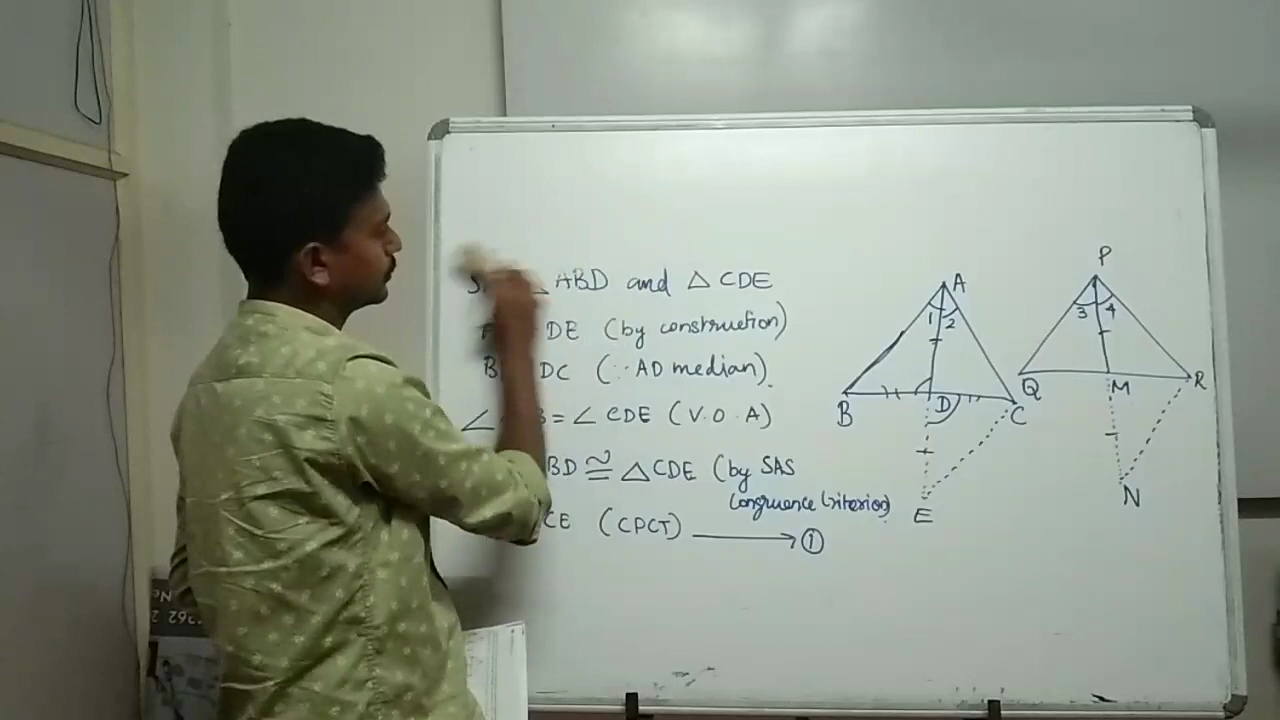 △ ABD and △ CDE
DE (by construction)
B DC (∵ AD median).
∠ B = ∠ CDE (V.O.A)
BD ≅ △CDE (by SAS
Congruence Criterion)
CE (CPCT) ⟶ ①
A
1 2
B D C
E
P
3 4
Q M R
N